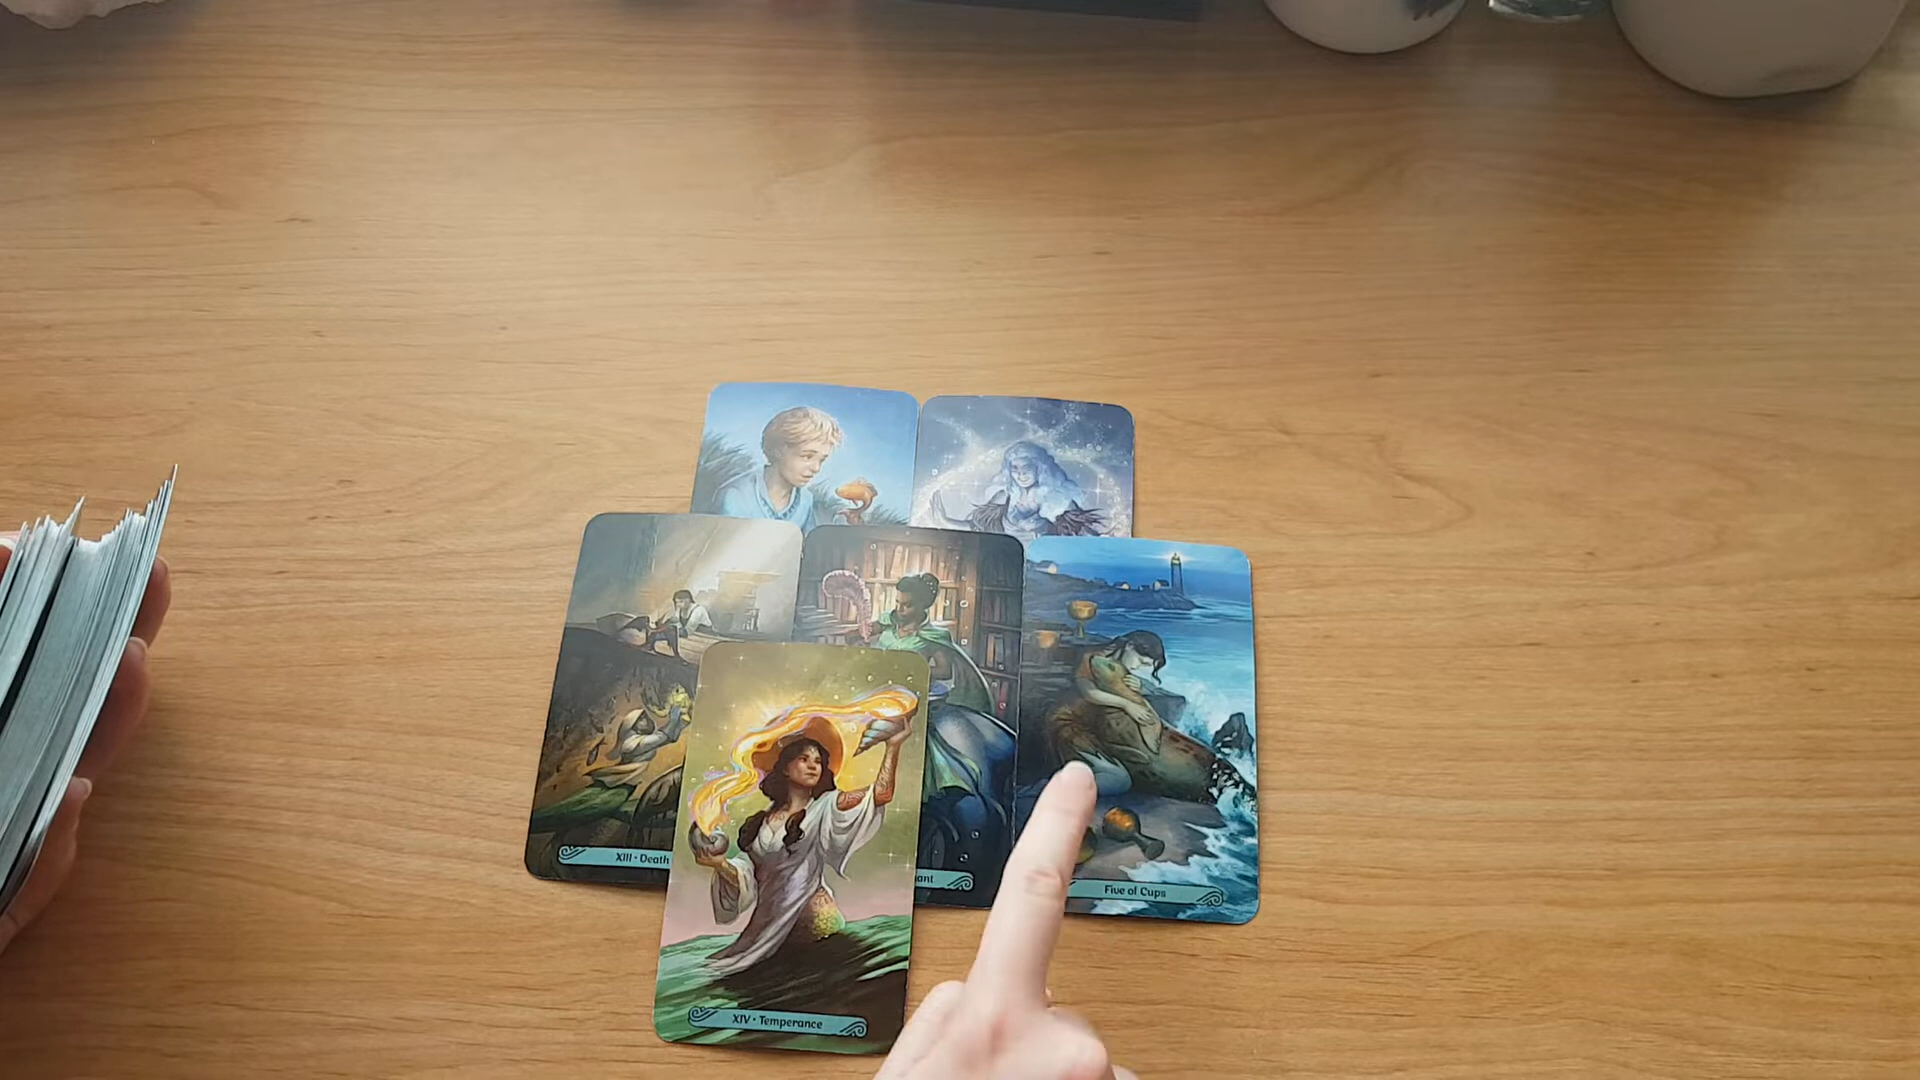 XIII • Death
ant
Five of Cups
XIV • Temperance